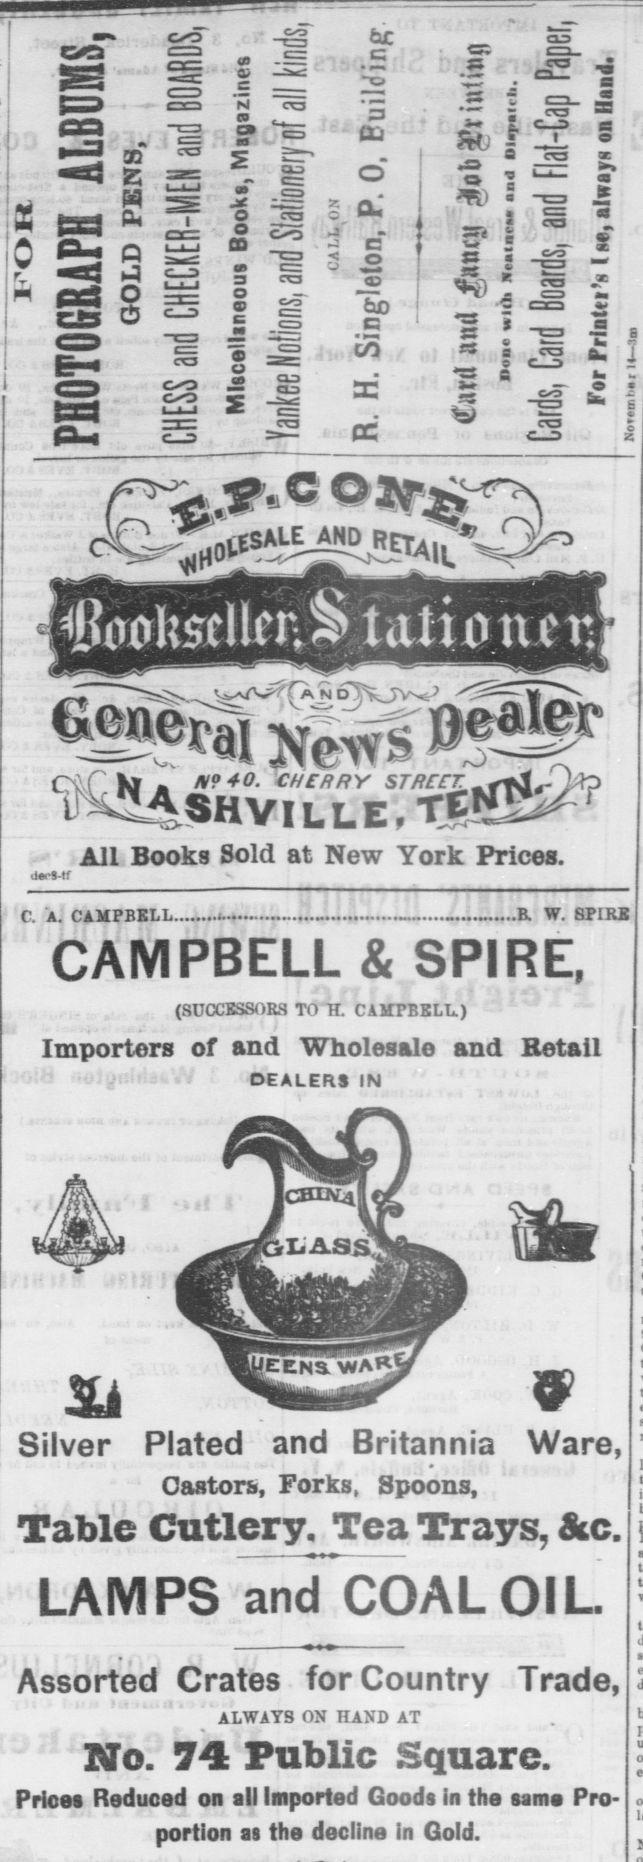 FOR
PHOTOGRAPH ALBUMS,
GOLD PENS,
CHESS and CHECKER-MEN and BOARDS,
Miscellaneous Books, Magazines
Yankee Notions, and Stationery of all kinds,
CALL ON
R. H. Singleton, P. O. Building.
Card and Fancy Job Printing
Done with Neatness and Dispatch.
Cards, Card Boards, and Flat-Cap Paper,
For Printer's Use, always on Hand.
November 14—3m
E. P. CONE,
WHOLESALE AND RETAIL
Bookseller, Stationer,
AND
General News Dealer
No 40. CHERRY STREET.
NASHVILLE, TENN.
All Books Sold at New York Prices.
dec8-tf
C. A. CAMPBELL..........R. W. SPIRE
CAMPBELL & SPIRE,
(SUCCESSORS TO H. CAMPBELL.)
Importers of and Wholesale and Retail
DEALERS IN
CHINA
GLASS
UEENS WARE
Silver Plated and Britannia Ware,
Castors, Forks, Spoons,
Table Cutlery, Tea Trays, &c.
LAMPS and COAL OIL.
Assorted Crates for Country Trade,
ALWAYS ON HAND AT
No. 74 Public Square.
Prices Reduced on all Imported Goods in the same Pro-
portion as the decline in Gold.